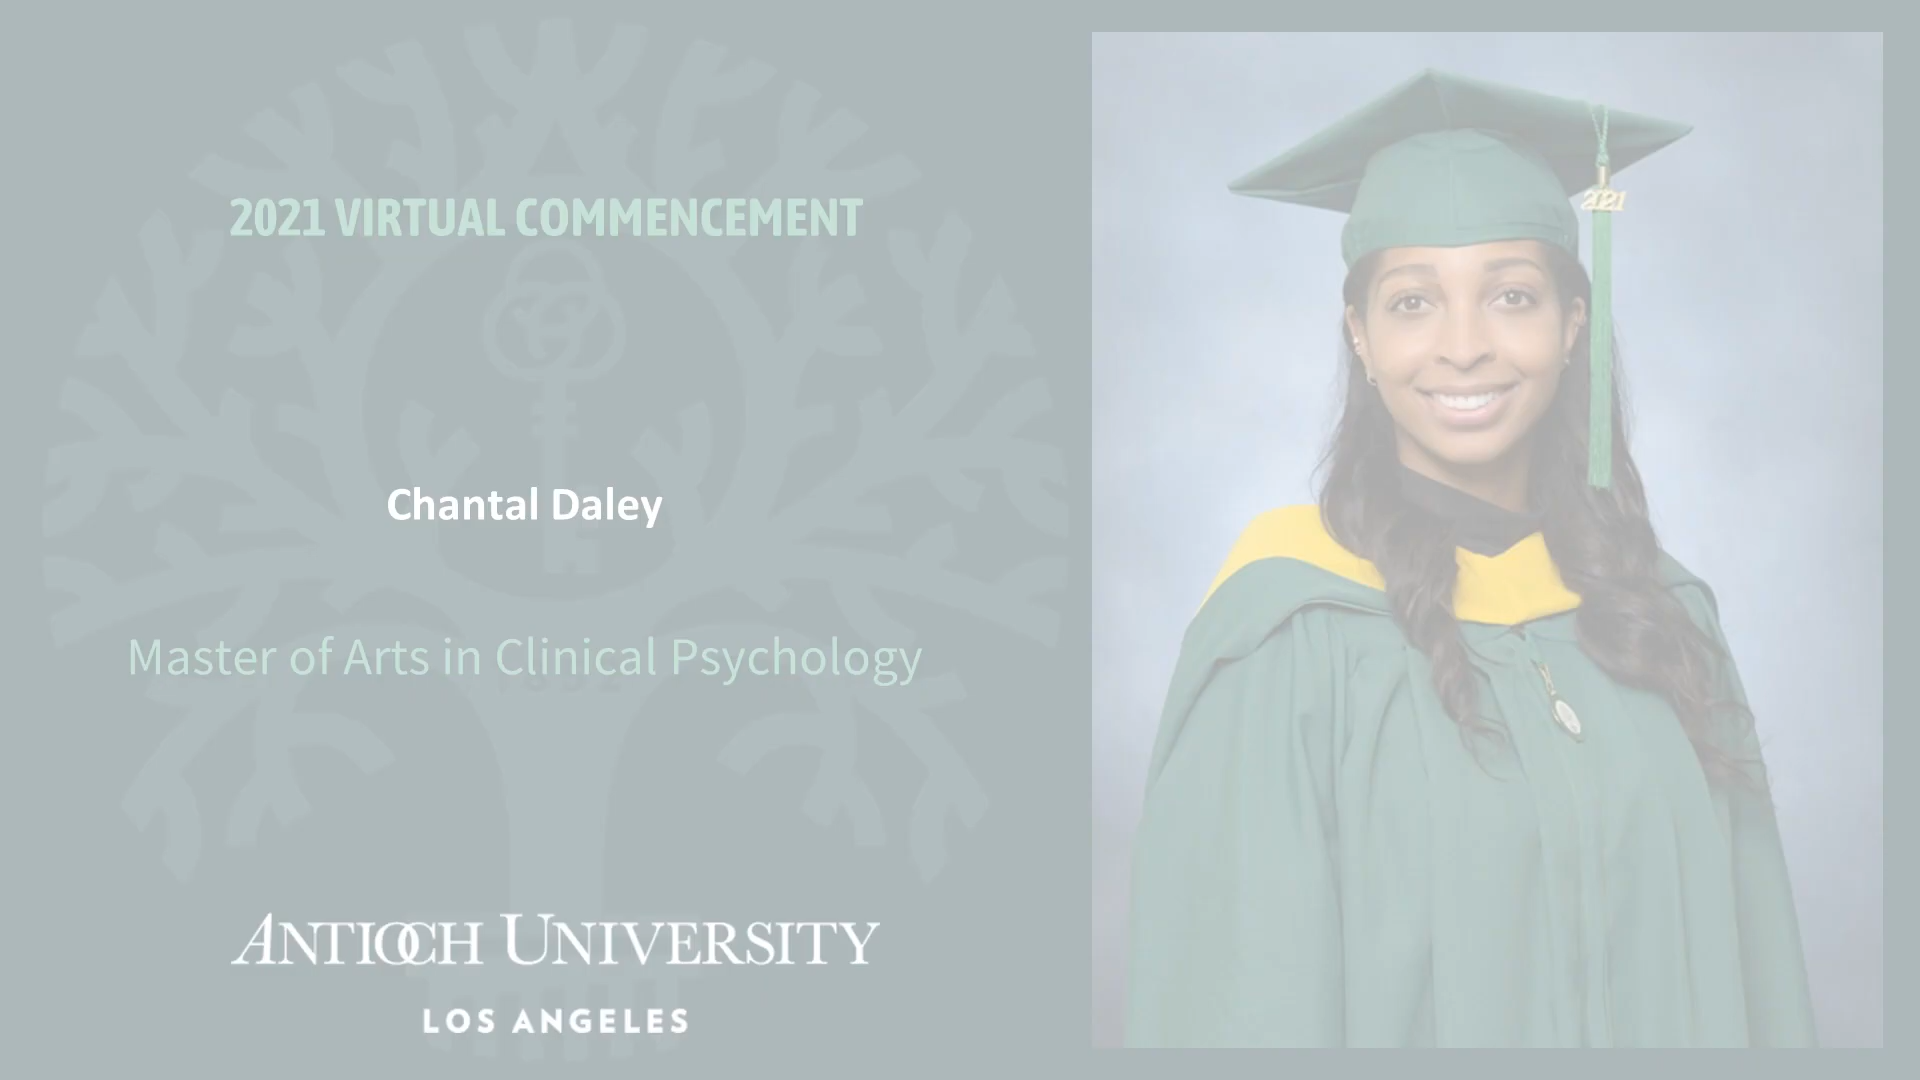 2021 VIRTUAL COMMENCEMENT
2021
Chantal Daley
Master of Arts in Clinical Psychology
ANTIOCH UNIVERSITY
LOS ANGELES